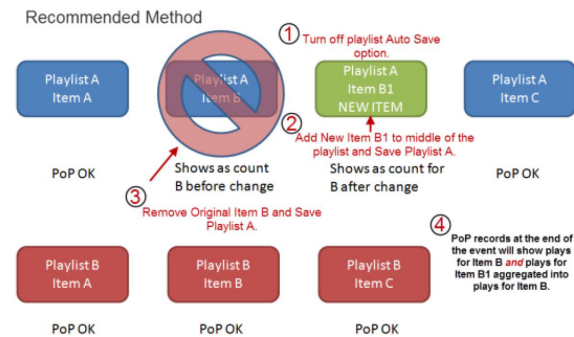 Recommended Method
1 Turn off playlist Auto Save
option.
Playlist A
Item A
Playlist A
Item B
Playlist A
Item B1
NEW ITEM
Playlist A
Item C
2 Add New Item B1 to middle of the
playlist and Save Playlist A.
PoP OK
Shows as count
B before change
Shows as count for
B after change
PoP OK
3
Remove Original Item B and Save
Playlist A.
4
PoP records at the end of
the event will show plays
for Item B and plays for
Item B1 aggregated into
plays for Item B.
Playlist B
Item A
Playlist B
Item B
Playlist B
Item C
PoP OK
PoP OK
PoP OK